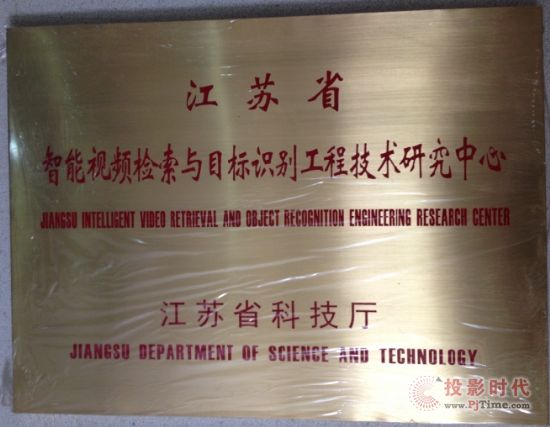 江苏省
智能视频检索与目标识别工程技术研究中心
JIANGSU INTELLIGENT VIDEO RETRIEVAL AND OBJECT RECOGNITION ENGINEERING RESEARCH CENTER
江苏省科技厅
JIANGSU DEPARTMENT OF SCIENCE AND TECHNOLOGY
投影时代
www.PjTime.com